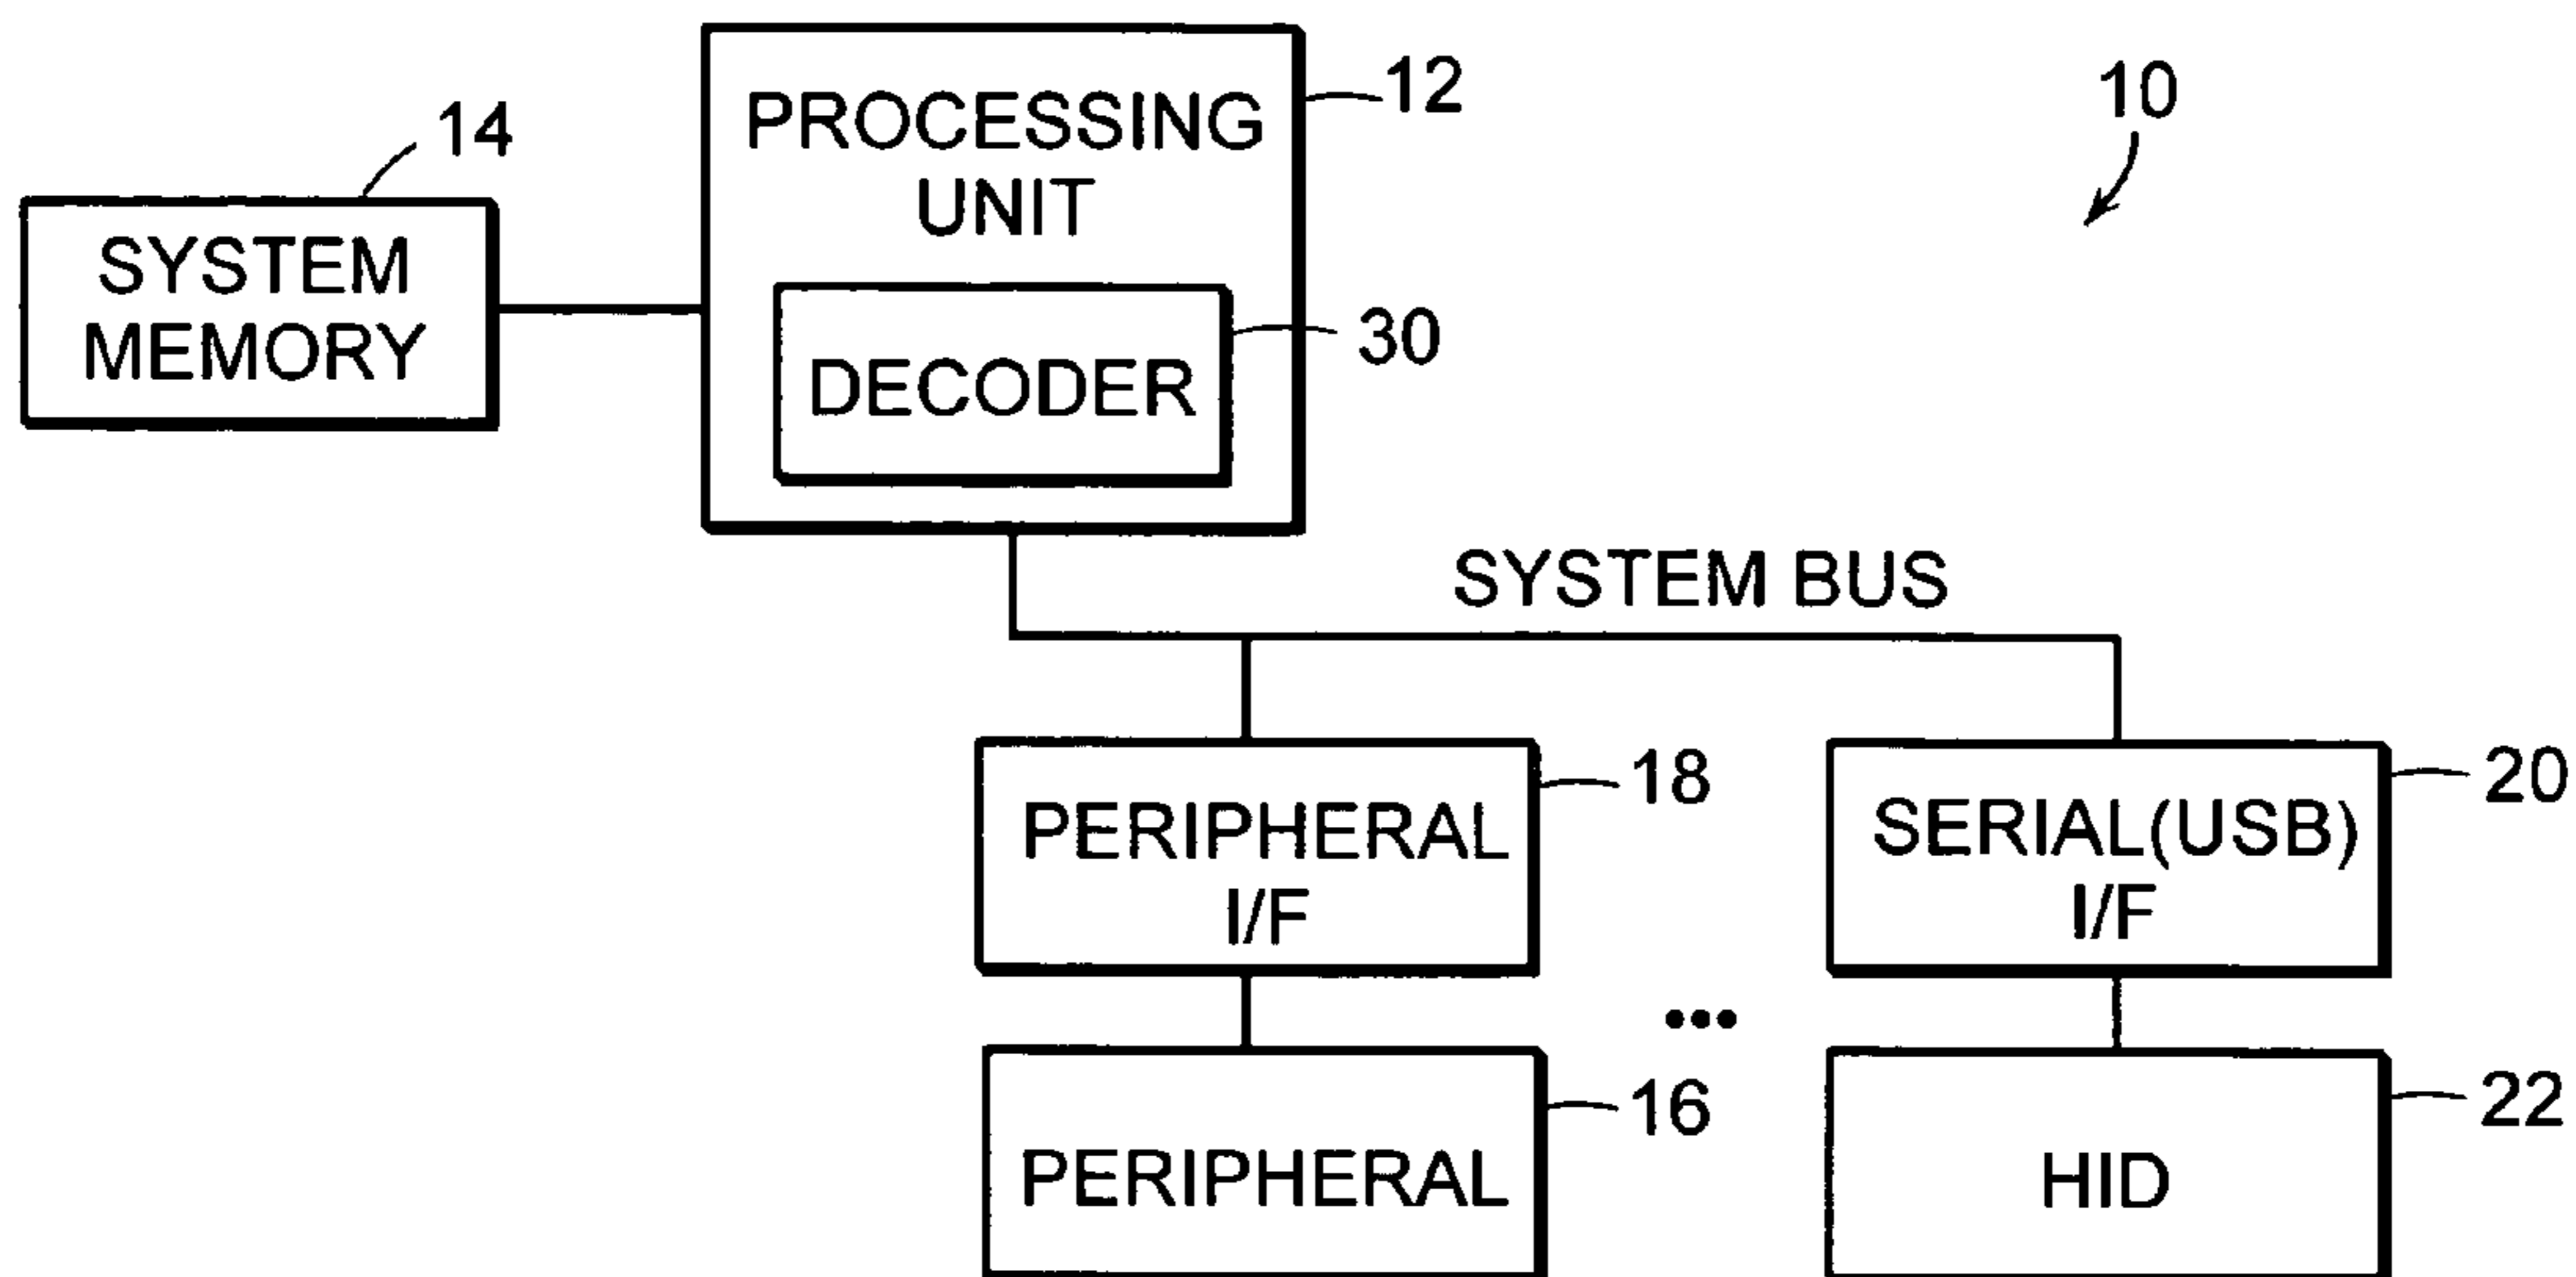 PROCESSING
UNIT
12
10
14
SYSTEM
MEMORY
30
DECODER
SYSTEM BUS
18
PERIPHERAL
I/F
20
SERIAL(USB)
I/F
•••
16
PERIPHERAL
22
HID